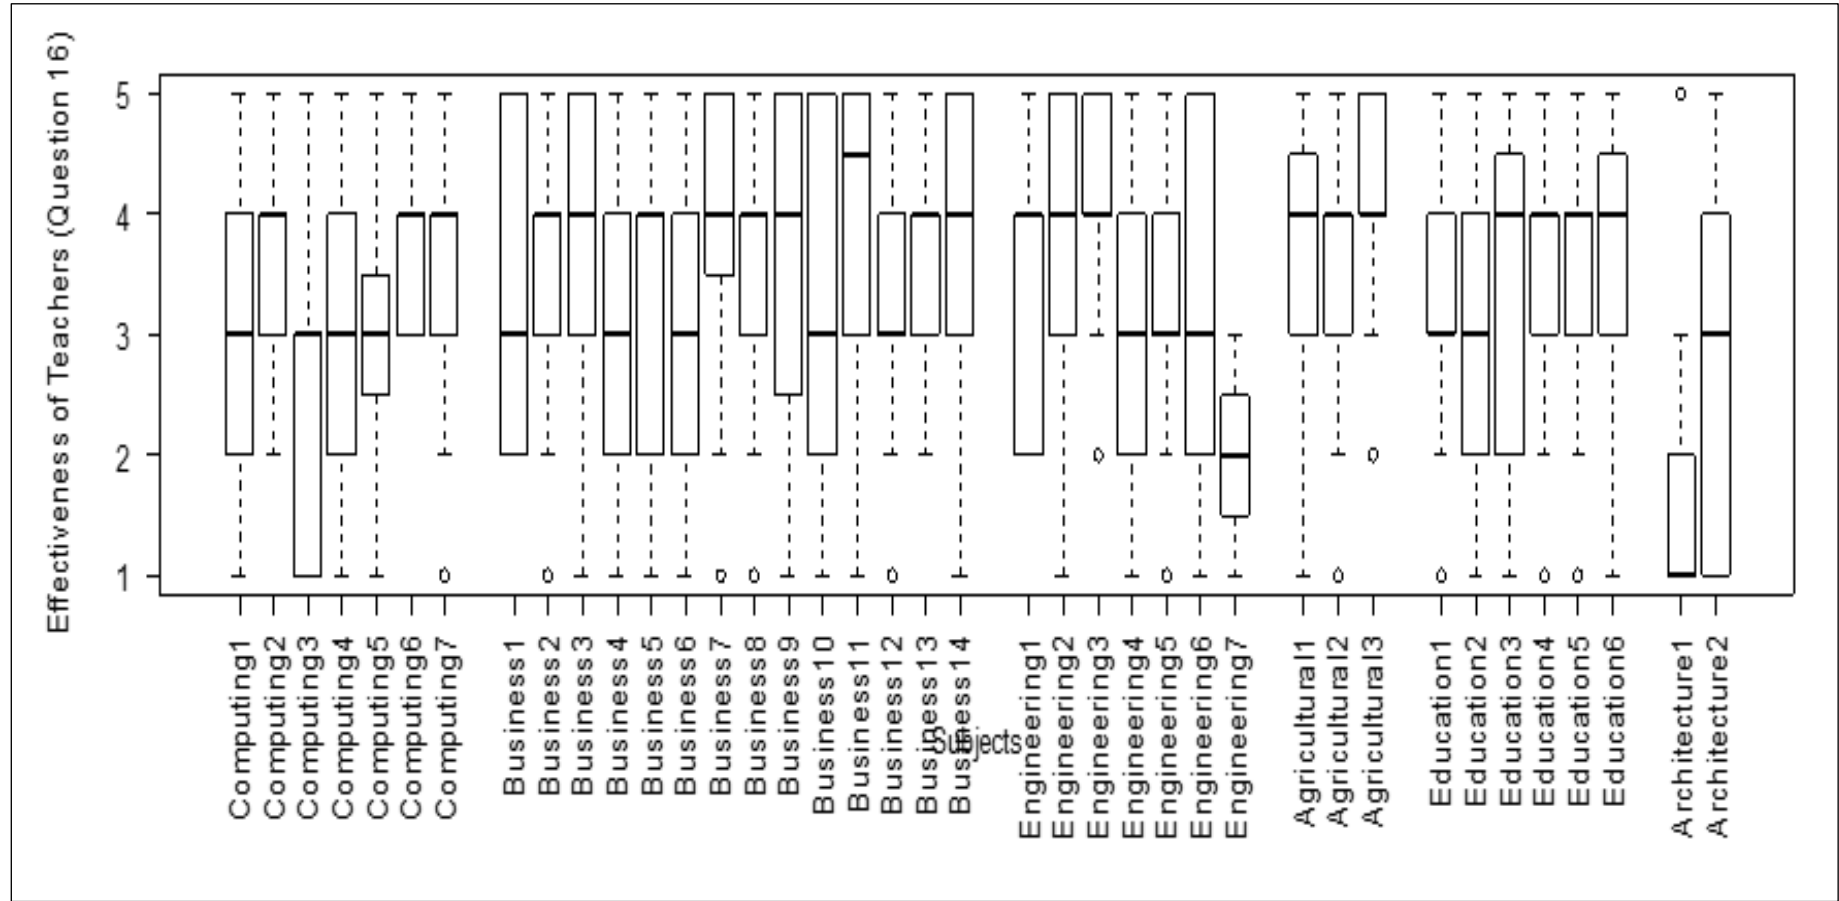 Effectiveness of Teachers (Question 16)
5
4
3
2
1
Computing1
Computing2
Computing3
Computing4
Computing5
Computing6
Computing7
Business1
Business2
Business3
Business4
Business5
Business6
Business7
Business8
Business9
Business10
Business11
Business12
Business13
Business14
Engineering1
Engineering2
Engineering3
Engineering4
Engineering5
Engineering6
Engineering7
Agricultural1
Agricultural2
Agricultural3
Education1
Education2
Education3
Education4
Education5
Education6
Architecture1
Architecture2
Subjects